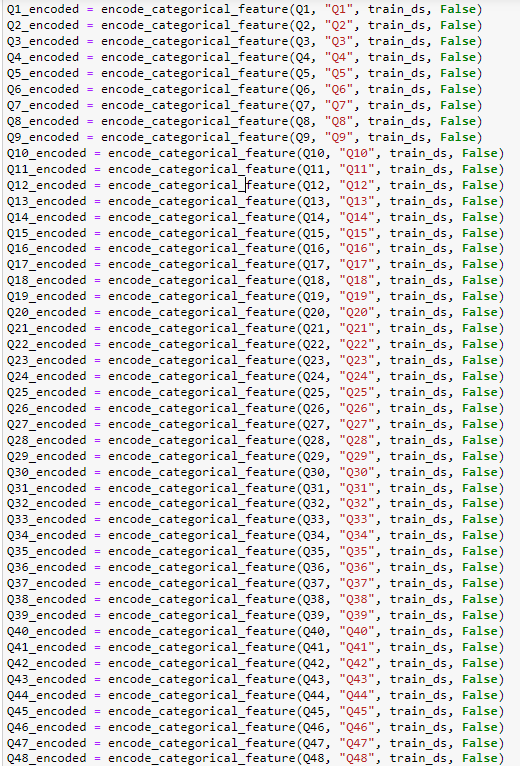 Q1_encoded = encode_categorical_feature(Q1, "Q1", train_ds, False)
Q2_encoded = encode_categorical_feature(Q2, "Q2", train_ds, False)
Q3_encoded = encode_categorical_feature(Q3, "Q3", train_ds, False)
Q4_encoded = encode_categorical_feature(Q4, "Q4", train_ds, False)
Q5_encoded = encode_categorical_feature(Q5, "Q5", train_ds, False)
Q6_encoded = encode_categorical_feature(Q6, "Q6", train_ds, False)
Q7_encoded = encode_categorical_feature(Q7, "Q7", train_ds, False)
Q8_encoded = encode_categorical_feature(Q8, "Q8", train_ds, False)
Q9_encoded = encode_categorical_feature(Q9, "Q9", train_ds, False)
Q10_encoded = encode_categorical_feature(Q10, "Q10", train_ds, False)
Q11_encoded = encode_categorical_feature(Q11, "Q11", train_ds, False)
Q12_encoded = encode_categorical_feature(Q12, "Q12", train_ds, False)
Q13_encoded = encode_categorical_feature(Q13, "Q13", train_ds, False)
Q14_encoded = encode_categorical_feature(Q14, "Q14", train_ds, False)
Q15_encoded = encode_categorical_feature(Q15, "Q15", train_ds, False)
Q16_encoded = encode_categorical_feature(Q16, "Q16", train_ds, False)
Q17_encoded = encode_categorical_feature(Q17, "Q17", train_ds, False)
Q18_encoded = encode_categorical_feature(Q18, "Q18", train_ds, False)
Q19_encoded = encode_categorical_feature(Q19, "Q19", train_ds, False)
Q20_encoded = encode_categorical_feature(Q20, "Q20", train_ds, False)
Q21_encoded = encode_categorical_feature(Q21, "Q21", train_ds, False)
Q22_encoded = encode_categorical_feature(Q22, "Q22", train_ds, False)
Q23_encoded = encode_categorical_feature(Q23, "Q23", train_ds, False)
Q24_encoded = encode_categorical_feature(Q24, "Q24", train_ds, False)
Q25_encoded = encode_categorical_feature(Q25, "Q25", train_ds, False)
Q26_encoded = encode_categorical_feature(Q26, "Q26", train_ds, False)
Q27_encoded = encode_categorical_feature(Q27, "Q27", train_ds, False)
Q28_encoded = encode_categorical_feature(Q28, "Q28", train_ds, False)
Q29_encoded = encode_categorical_feature(Q29, "Q29", train_ds, False)
Q30_encoded = encode_categorical_feature(Q30, "Q30", train_ds, False)
Q31_encoded = encode_categorical_feature(Q31, "Q31", train_ds, False)
Q32_encoded = encode_categorical_feature(Q32, "Q32", train_ds, False)
Q33_encoded = encode_categorical_feature(Q33, "Q33", train_ds, False)
Q34_encoded = encode_categorical_feature(Q34, "Q34", train_ds, False)
Q35_encoded = encode_categorical_feature(Q35, "Q35", train_ds, False)
Q36_encoded = encode_categorical_feature(Q36, "Q36", train_ds, False)
Q37_encoded = encode_categorical_feature(Q37, "Q37", train_ds, False)
Q38_encoded = encode_categorical_feature(Q38, "Q38", train_ds, False)
Q39_encoded = encode_categorical_feature(Q39, "Q39", train_ds, False)
Q40_encoded = encode_categorical_feature(Q40, "Q40", train_ds, False)
Q41_encoded = encode_categorical_feature(Q41, "Q41", train_ds, False)
Q42_encoded = encode_categorical_feature(Q42, "Q42", train_ds, False)
Q43_encoded = encode_categorical_feature(Q43, "Q43", train_ds, False)
Q44_encoded = encode_categorical_feature(Q44, "Q44", train_ds, False)
Q45_encoded = encode_categorical_feature(Q45, "Q45", train_ds, False)
Q46_encoded = encode_categorical_feature(Q46, "Q46", train_ds, False)
Q47_encoded = encode_categorical_feature(Q47, "Q47", train_ds, False)
Q48_encoded = encode_categorical_feature(Q48, "Q48", train_ds, False)